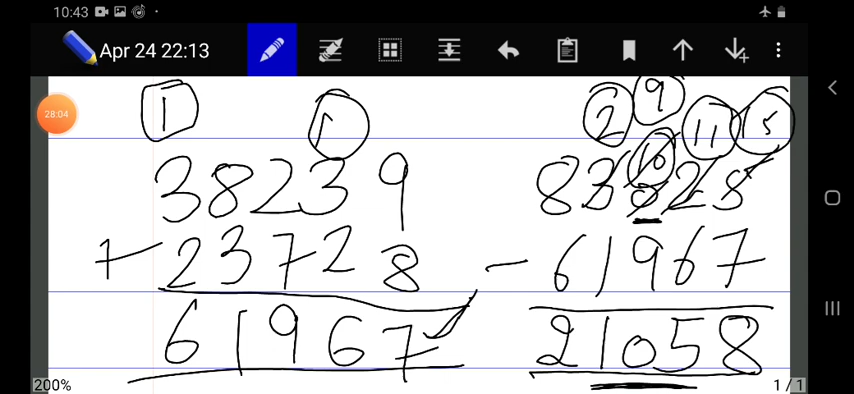 10:43
Apr 24 22:13
28:04
1 1 2 9 10 11 15
38239 83025
+23728 - 61967
61967 21058
200% 1/1